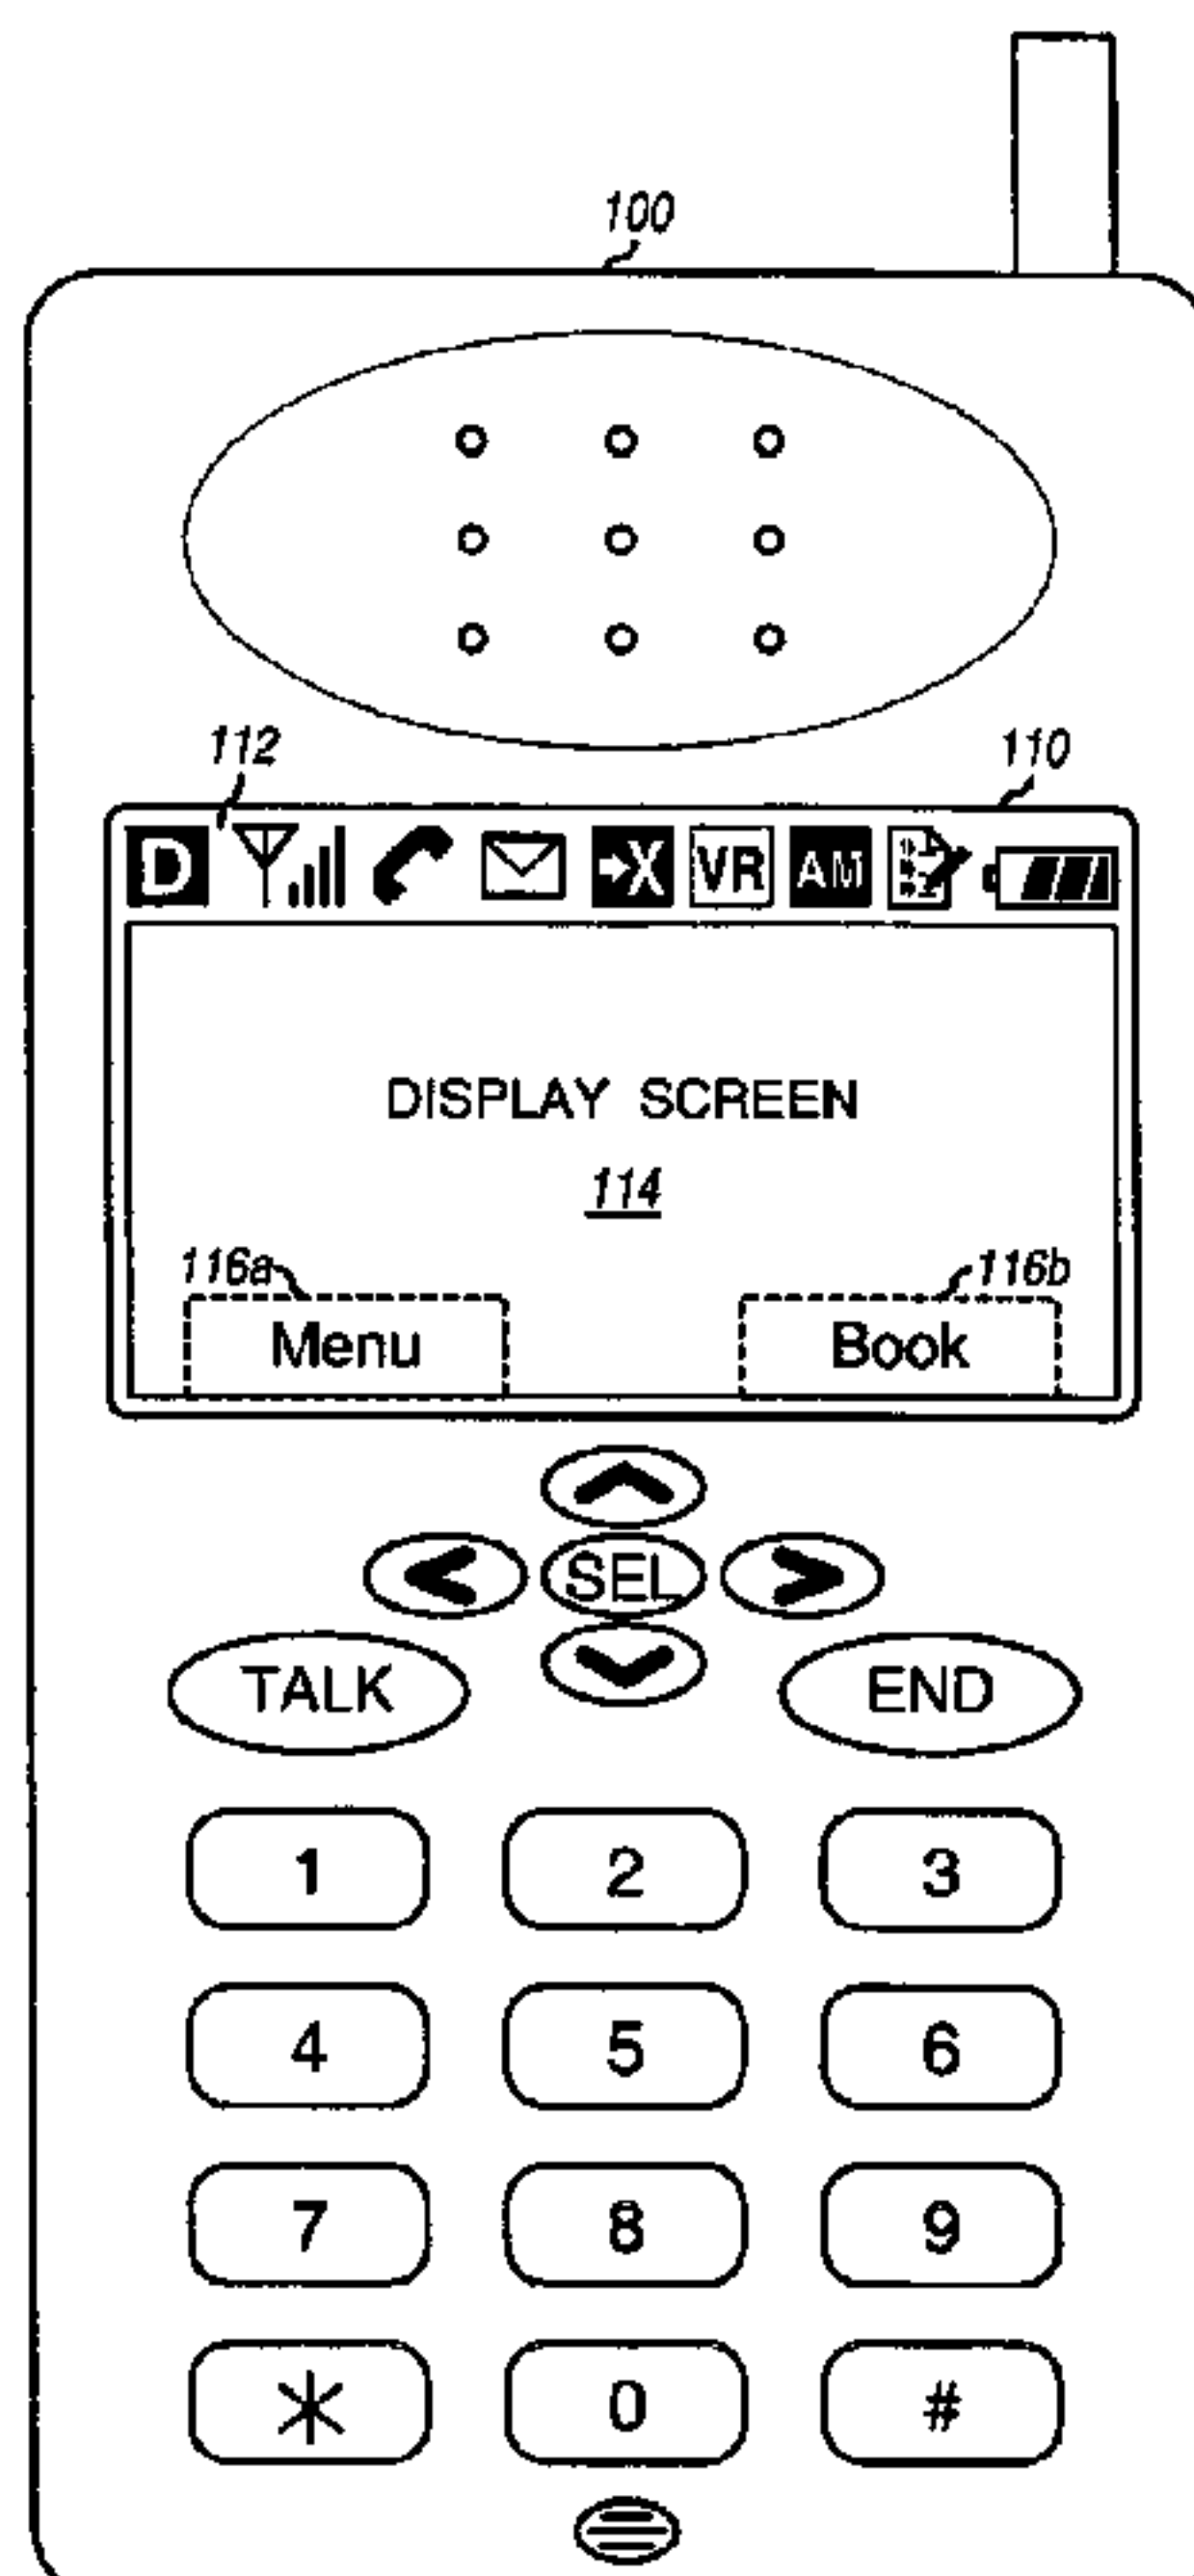 100
112 110
D →X VR AM
DISPLAY SCREEN
114
116a 116b
Menu Book
SEL
TALK END
1 2 3
4 5 6
7 8 9
* 0 #